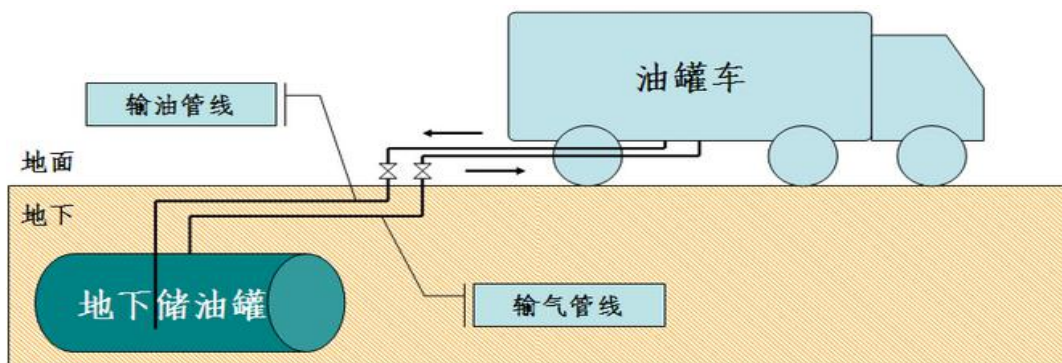 油罐车
输油管线
地面
地下
地下储油罐
输气管线